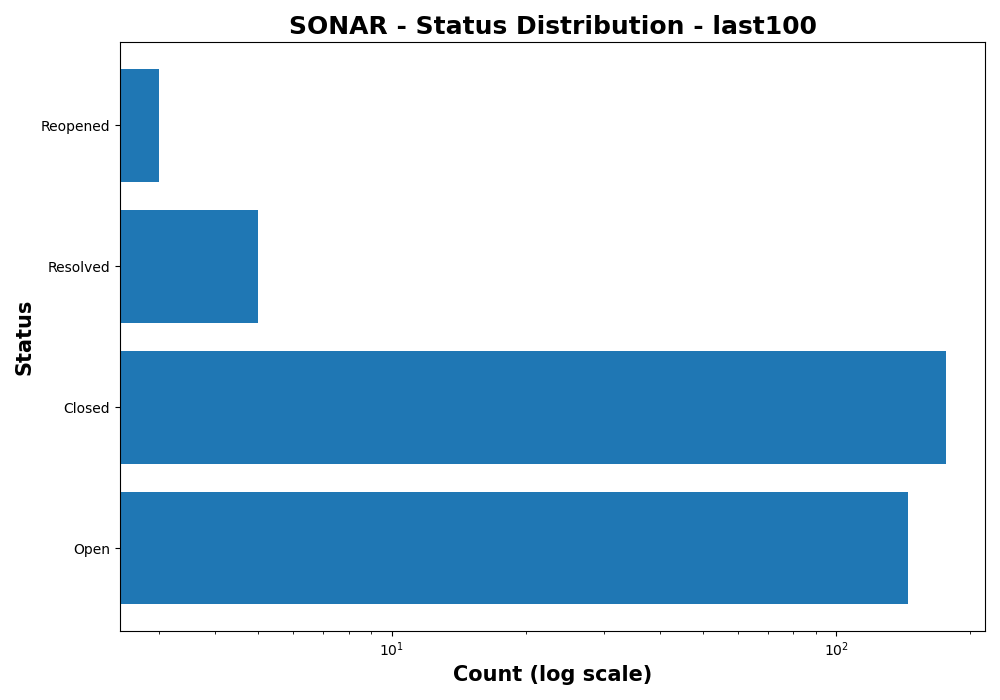 SONAR - Status Distribution - last100
Reopened
Resolved
Closed
Open
Status
10¹
10²
Count (log scale)